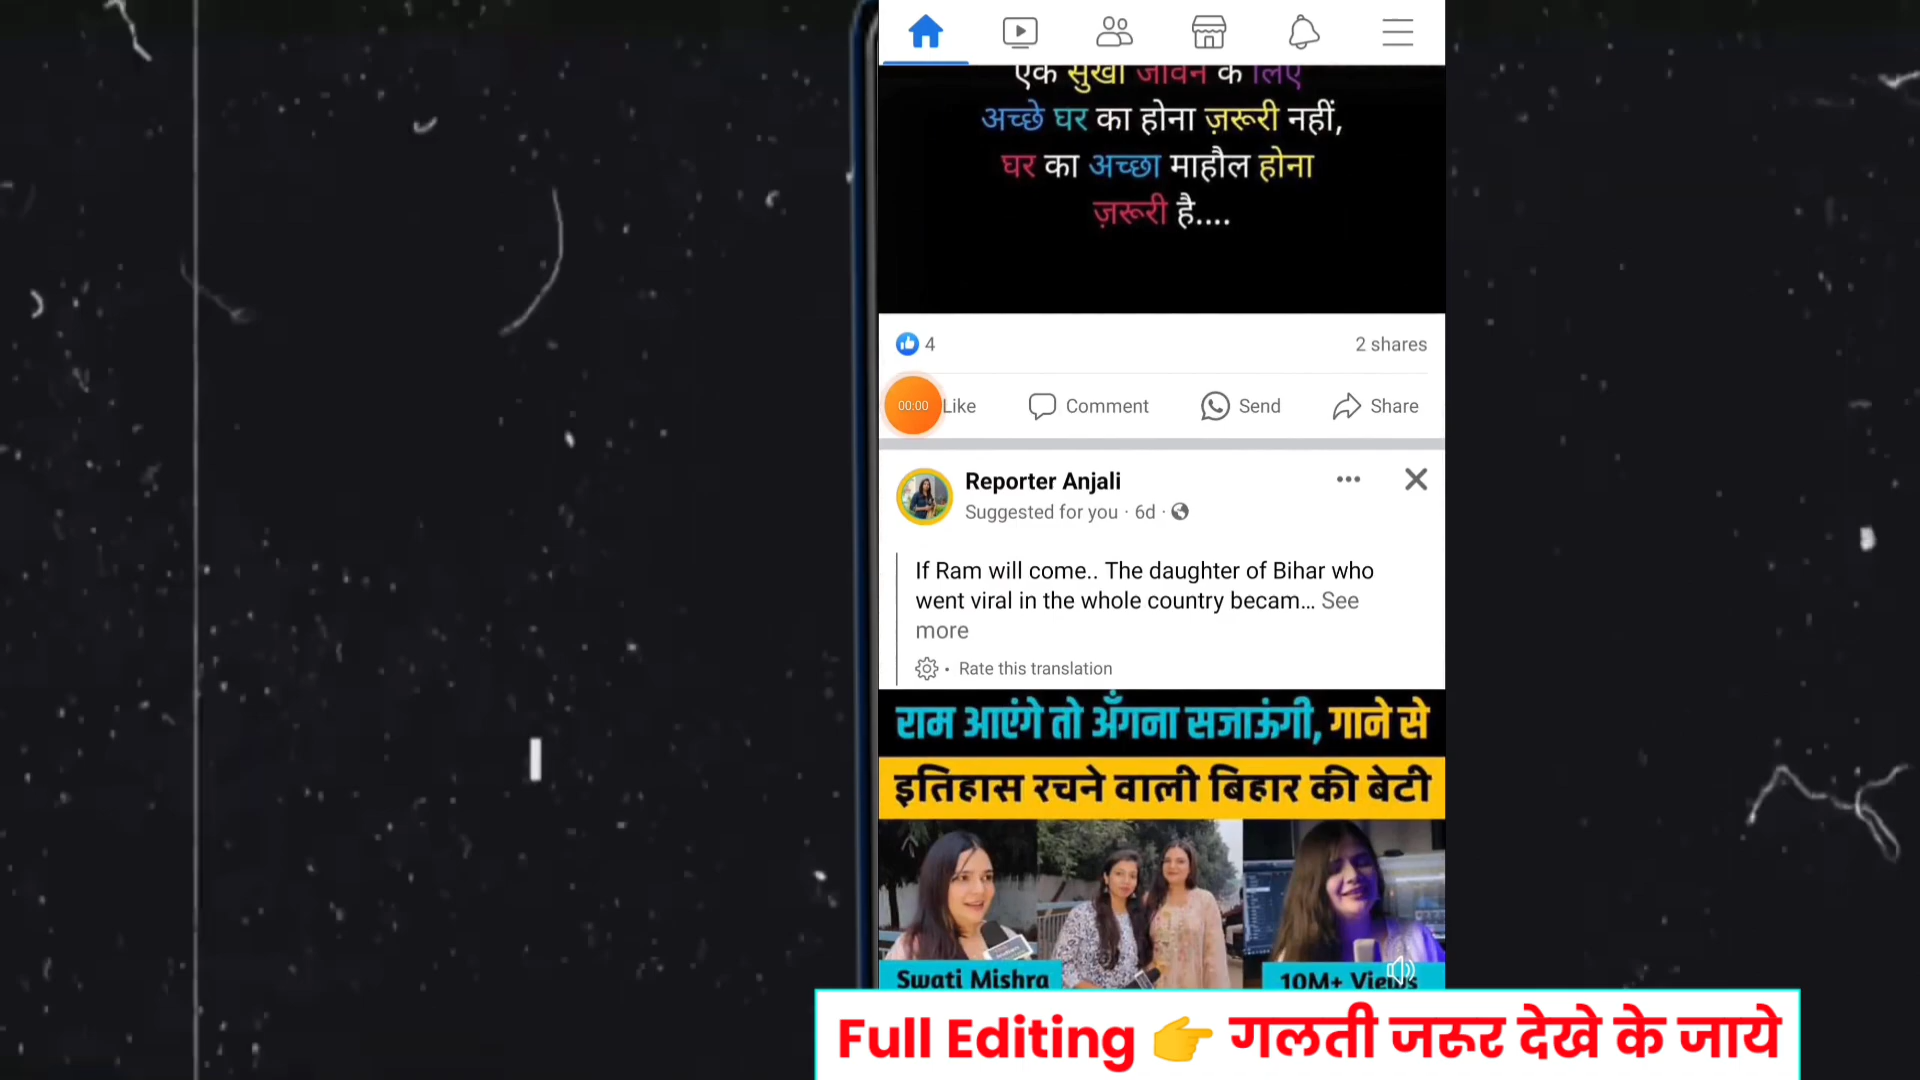 एक सुखी जीवन के लिए
अच्छे घर का होना ज़रूरी नहीं,
घर का अच्छा माहौल होना
ज़रूरी है....
4
2 shares
00:00
Like
Comment
Send
Share
Reporter Anjali
Suggested for you · 6d ·
If Ram will come.. The daughter of Bihar who
went viral in the whole country becam... See
more
Rate this translation
राम आएंगे तो अँगना सजाऊंगी, गाने से
इतिहास रचने वाली बिहार की बेटी
Swati Mishra
10M+ Views
Full Editing 👉 गलती जरूर देखे के जाये